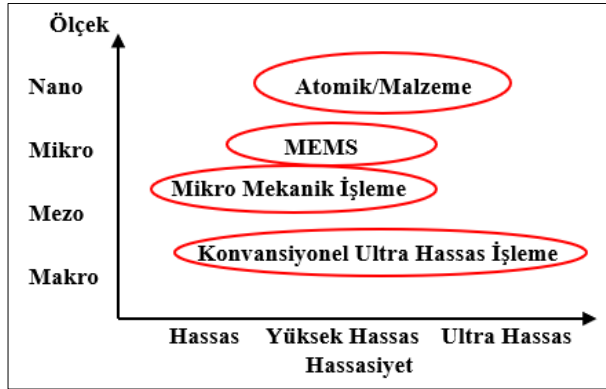 Ölçek
Nano
Atomik/Malzeme
Mikro
MEMS
Mikro Mekanik İşleme
Mezo
Konvansiyonel Ultra Hassas İşleme
Makro
Hassas Yüksek Hassas Ultra Hassas
Hassasiyet